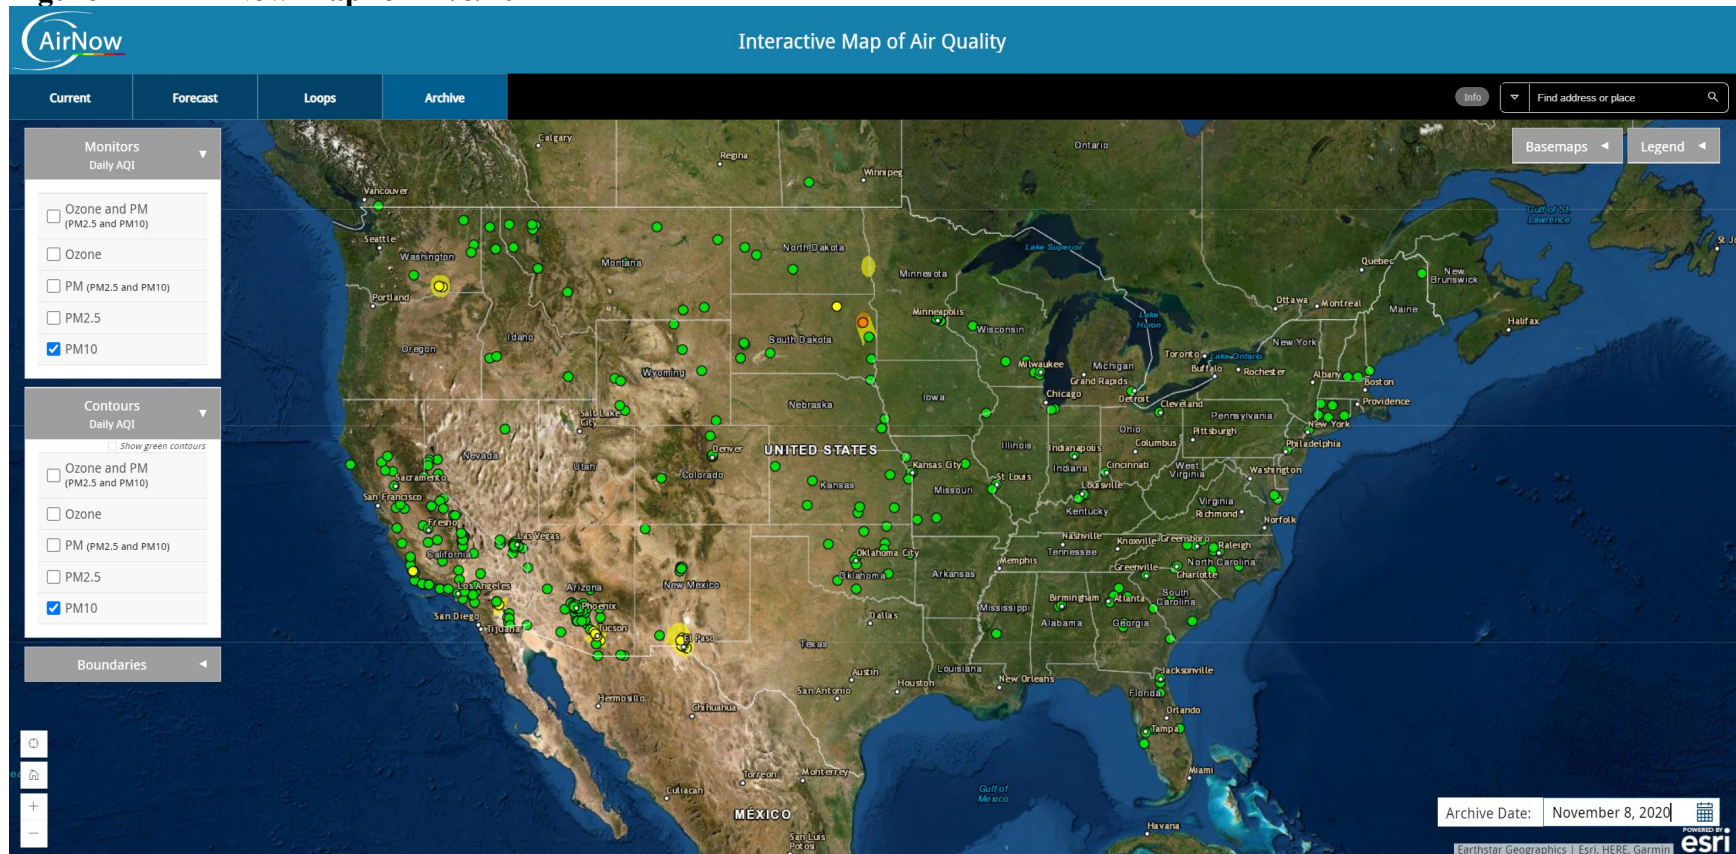 AirNow
Interactive Map of Air Quality
Current
Forecast
Loops
Archive
Info
Find address or place
Monitors
Daily AQI
Ozone and PM
(PM2.5 and PM10)
Ozone
PM (PM2.5 and PM10)
PM2.5
PM10
Contours
Daily AQI
Show green contours
Ozone and PM
(PM2.5 and PM10)
Ozone
PM (PM2.5 and PM10)
PM2.5
PM10
Boundaries
Basemaps
Legend
Calgary
Regina
Winnipeg
Ontario
Vancouver
Gulf of St.
Lawrence
Seattle
Washington
Montana
North Dakota
Minnesota
Lake Superior
Quebec
New
Brunswick
Portland
Ottawa
Montreal
Maine
Halifax
Minneapolis
Wisconsin
Lake
Huron
Oregon
Idaho
South Dakota
New York
Toronto
Lake Ontario
Wyoming
Milwaukee
Michigan
Buffalo
Rochester
Albany
Boston
Grand Rapids
Chicago
Detroit
Cleveland
Providence
Nebraska
Iowa
Salt Lake
City
Pennsylvania
New York
Ohio
Pittsburgh
Philadelphia
Nevada
Utah
Denver
Colorado
UNITED STATES
Illinois
Indianapolis
Indiana
Columbus
Cincinnati
West
Virginia
Washington
Sacramento
San Francisco
Kansas
Kansas City
Missouri
St Louis
Louisville
Kentucky
Virginia
Richmond
Norfolk
Fresno
California
Las Vegas
Nashville
Tennessee
Knoxville
Greensboro
Raleigh
North Carolina
Oklahoma City
Oklahoma
Arkansas
Memphis
Greenville
Charlotte
Los Angeles
Arizona
Phoenix
New Mexico
San Diego
Tijuana
Tucson
El Paso
Dallas
Texas
Mississippi
Birmingham
Alabama
Atlanta
Georgia
South
Carolina
Louisiana
Jacksonville
Austin
San Antonio
Houston
New Orleans
Florida
Hermosillo
Chihuahua
Orlando
Tampa
Torreon
Monterrey
Miami
Culiacan
Gulf of
Mexico
MÉXICO
San Luis
Potosi
Havana
Archive Date:
November 8, 2020
POWERED BY
esri
Earthstar Geographics | Esri, HERE, Garmin